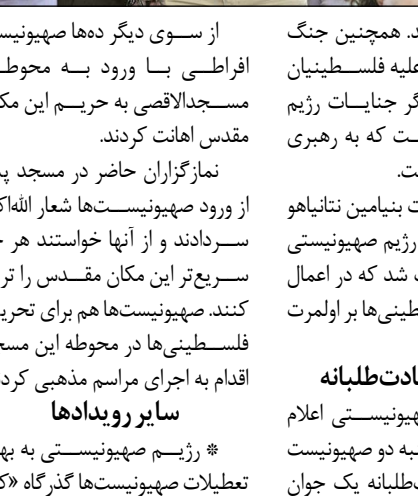 از سوی دیگر ده‌ها صهیونیس
افراطی با ورود به محوط
مسجدالاقصی به حریم این مک
مقدس اهانت کردند.
نمازگزاران حاضر در مسجد پ
از ورود صهیونیست‌ها شعار الله‌اک
سردادند و از آنها خواستند هر
سریع‌تر این مکان مقدس را تر
کنند. صهیونیست‌ها هم برای تحری
فلسطینی‌ها در محوطه این مسج
اقدام به اجرای مراسم مذهبی کرد
سایر رویدادها
* رژیم صهیونیستی به به
تعطیلات صهیونیست‌ها گذرگاه «ک
د. همچنین جنگ
علیه فلسطینیان
گر جنایات رژیم
ت که به رهبری
ت.
ت بنیامین نتانیاهو
رژیم صهیونیستی
شد که در اعمال
طینی‌ها بر اولمرت
ادت‌طلبانه
هیونیستی اعلام
به دو صهیونیست
طلبانه یک جوان